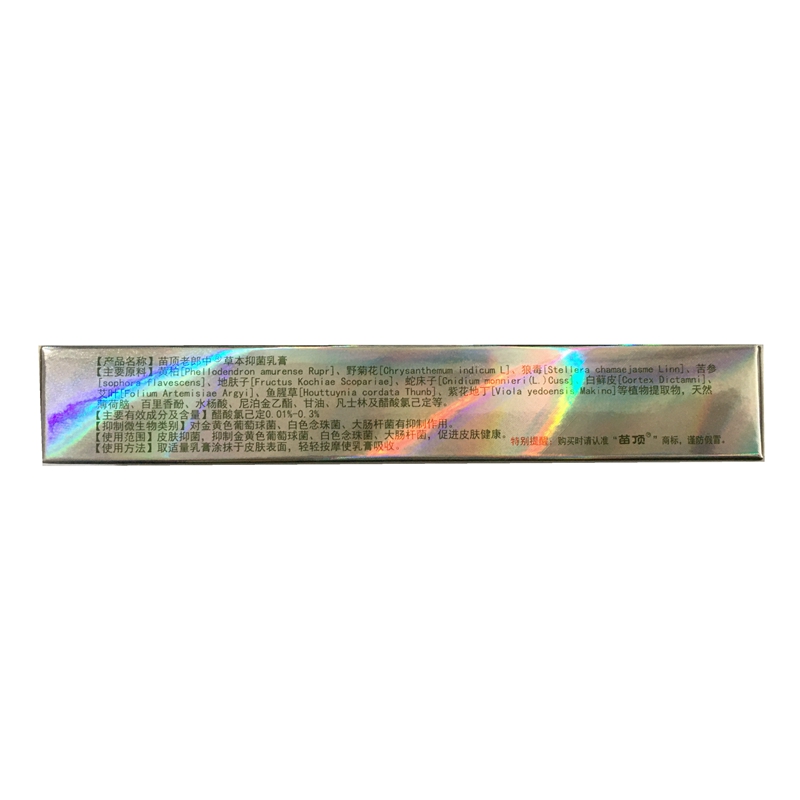 【产品名称】苗顶老郎中®草本抑菌乳膏
【主要原料】黄柏[Phellodendron amurense Rupr]、野菊花[Chrysanthemum indicum L]、狼毒[Stellera chamaejasme Linn]、苦参
[sophora flavescens]、地肤子[Fructus Kochiae Scopariae]、蛇床子[Cnidium monnieri(L.)Cuss]、白鲜皮[Cortex Dictamni]、
艾叶[Folium Artemisiae Argyi]、鱼腥草[Houttuynia cordata Thunb]、紫花地丁[Viola yedoensis Makino]等植物提取物，天然
薄荷脑、百里香酚、水杨酸、尼泊金乙酯、甘油、凡士林及醋酸氯己定等。
【主要有效成分及含量】醋酸氯己定0.01%-0.3%
【抑制微生物类别】对金黄色葡萄球菌、白色念珠菌、大肠杆菌有抑制作用。
【使用范围】皮肤抑菌，抑制金黄色葡萄球菌、白色念珠菌、大肠杆菌，促进皮肤健康。
【使用方法】取适量乳膏涂抹于皮肤表面，轻轻按摩使乳膏吸收。
特别提醒：购买时请认准“苗顶®”商标，谨防假冒。